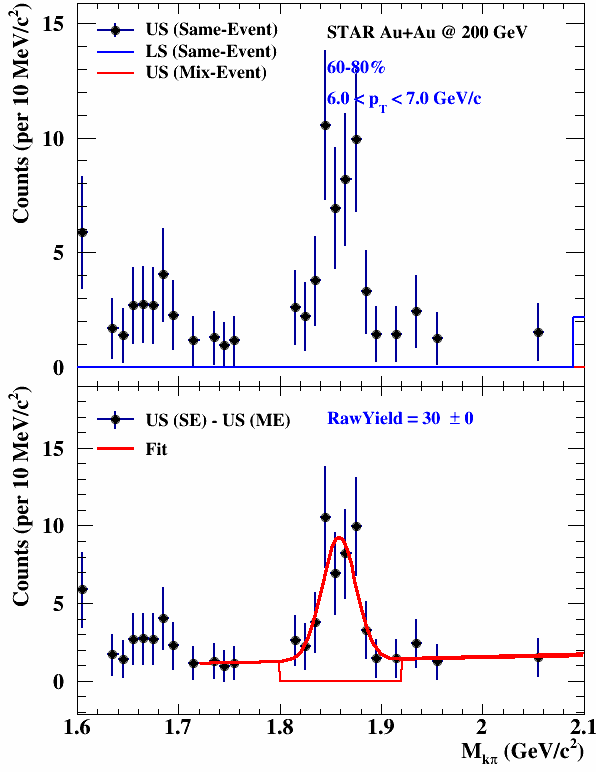 US (Same-Event)
LS (Same-Event)
US (Mix-Event)
STAR Au+Au @ 200 GeV
60-80%
6.0 < pT < 7.0 GeV/c
Counts (per 10 MeV/c²)
15
10
5
0
US (SE) - US (ME)
Fit
RawYield = 30 ± 0
Counts (per 10 MeV/c²)
15
10
5
0
1.6 1.7 1.8 1.9 2 2.1
Mkπ (GeV/c²)